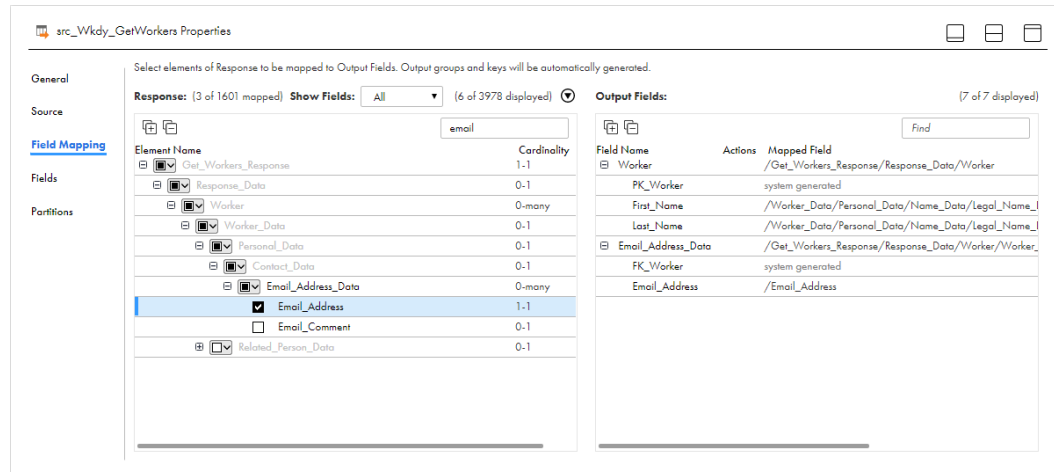 src_Wkdy_GetWorkers Properties
General
Source
Field Mapping
Fields
Partitions
Select elements of Response to be mapped to Output Fields. Output groups and keys will be automatically generated.
Response: (3 of 1601 mapped) Show Fields: All (6 of 3978 displayed)
email
Element Name Cardinality
Get_Workers_Response 1-1
Response_Data 0-1
Worker 0-many
Worker_Data 0-1
Personal_Data 0-1
Contact_Data 0-1
Email_Address_Data 0-many
Email_Address 1-1
Email_Comment 0-1
Related_Person_Data 0-1
Output Fields: (7 of 7 displayed)
Find
Field Name Actions Mapped Field
Worker /Get_Workers_Response/Response_Data/Worker
PK_Worker system generated
First_Name /Worker_Data/Personal_Data/Name_Data/Legal_Name_
Last_Name /Worker_Data/Personal_Data/Name_Data/Legal_Name_
Email_Address_Data /Get_Workers_Response/Response_Data/Worker/Worker_
FK_Worker system generated
Email_Address /Email_Address